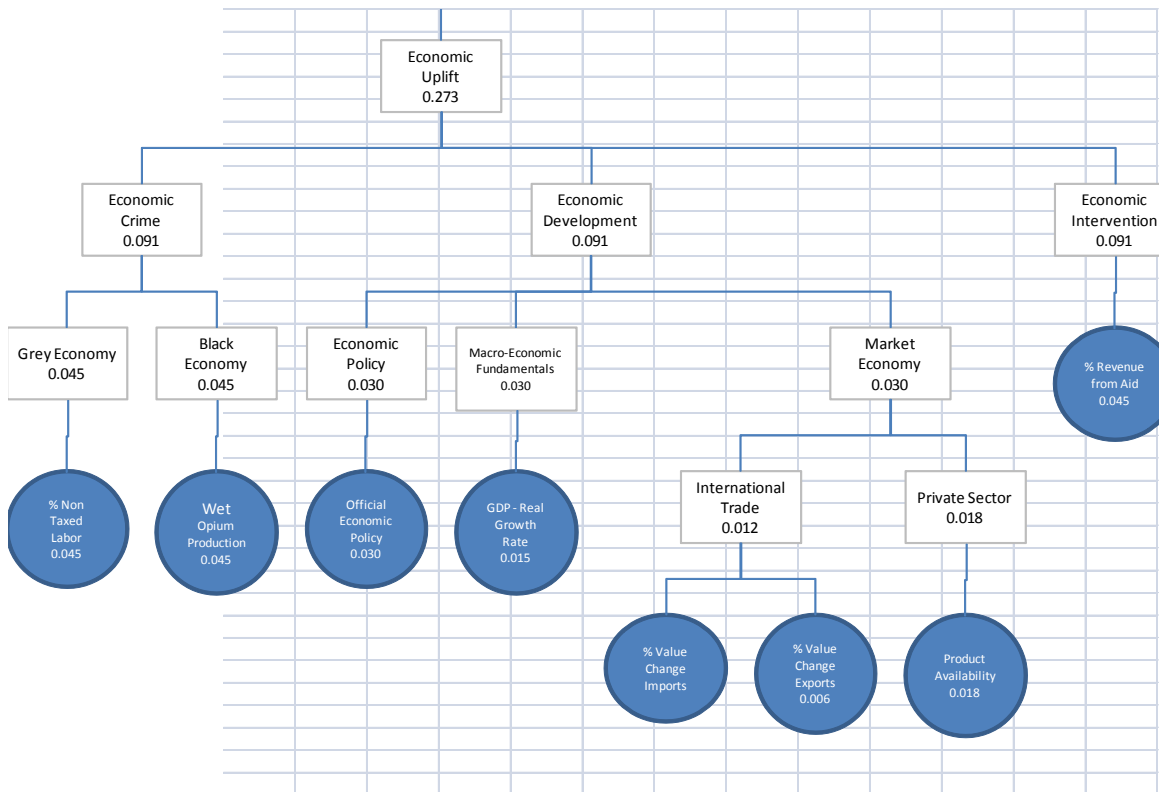 Economic
Uplift
0.273
Economic
Crime
0.091
Economic
Development
0.091
Economic
Intervention
0.091
Grey Economy
0.045
Black
Economy
0.045
Economic
Policy
0.030
Macro-Economic
Fundamentals
0.030
Market
Economy
0.030
% Revenue
from Aid
0.045
% Non
Taxed
Labor
0.045
Wet
Opium
Production
0.045
Official
Economic
Policy
0.030
GDP - Real
Growth
Rate
0.015
International
Trade
0.012
Private Sector
0.018
% Value
Change
Imports
% Value
Change
Exports
0.006
Product
Availability
0.018